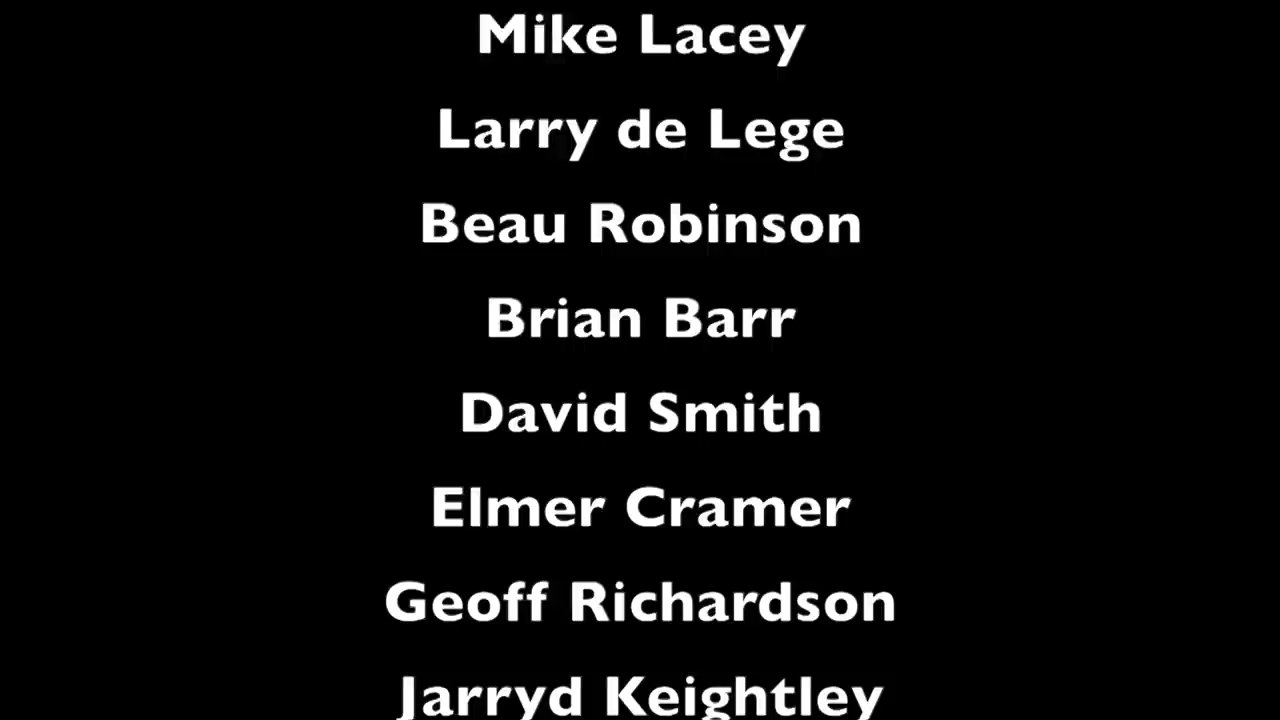 Mike Lacey
Larry de Lege
Beau Robinson
Brian Barr
David Smith
Elmer Cramer
Geoff Richardson
Jarryd Keightley